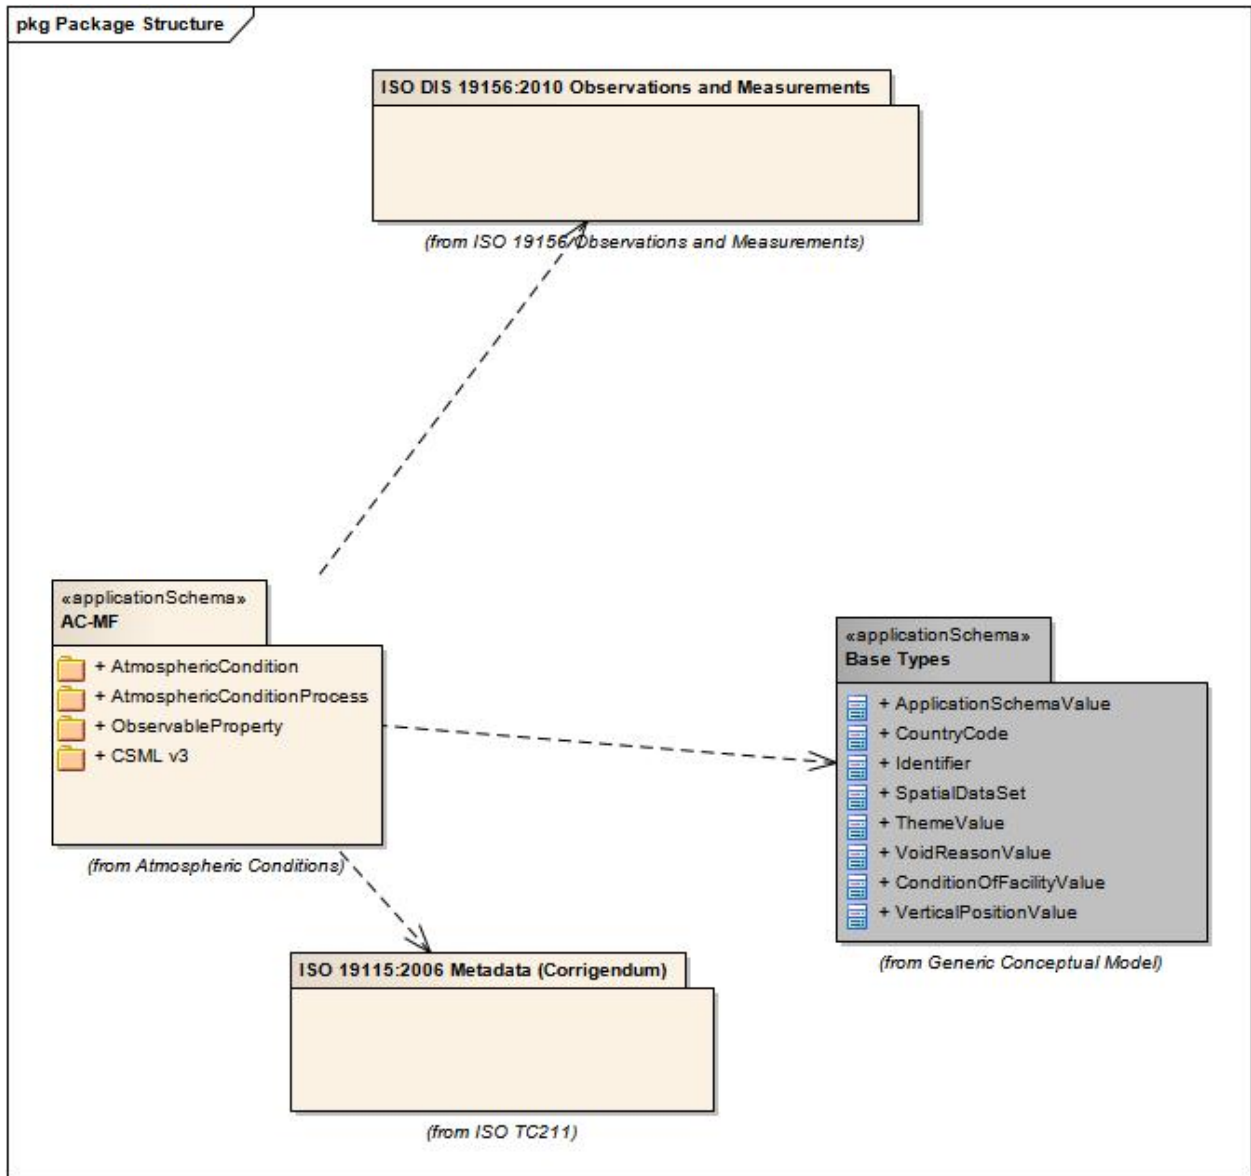 pkg Package Structure
ISO DIS 19156:2010 Observations and Measurements
(from ISO 19156 Observations and Measurements)
«applicationSchema»
AC-MF
+ AtmosphericCondition
+ AtmosphericConditionProcess
+ ObservableProperty
+ CSML v3
(from Atmospheric Conditions)
«applicationSchema»
Base Types
+ ApplicationSchemaValue
+ CountryCode
+ Identifier
+ SpatialDataSet
+ ThemeValue
+ VoidReasonValue
+ ConditionOfFacilityValue
+ VerticalPositionValue
(from Generic Conceptual Model)
ISO 19115:2006 Metadata (Corrigendum)
(from ISO TC211)